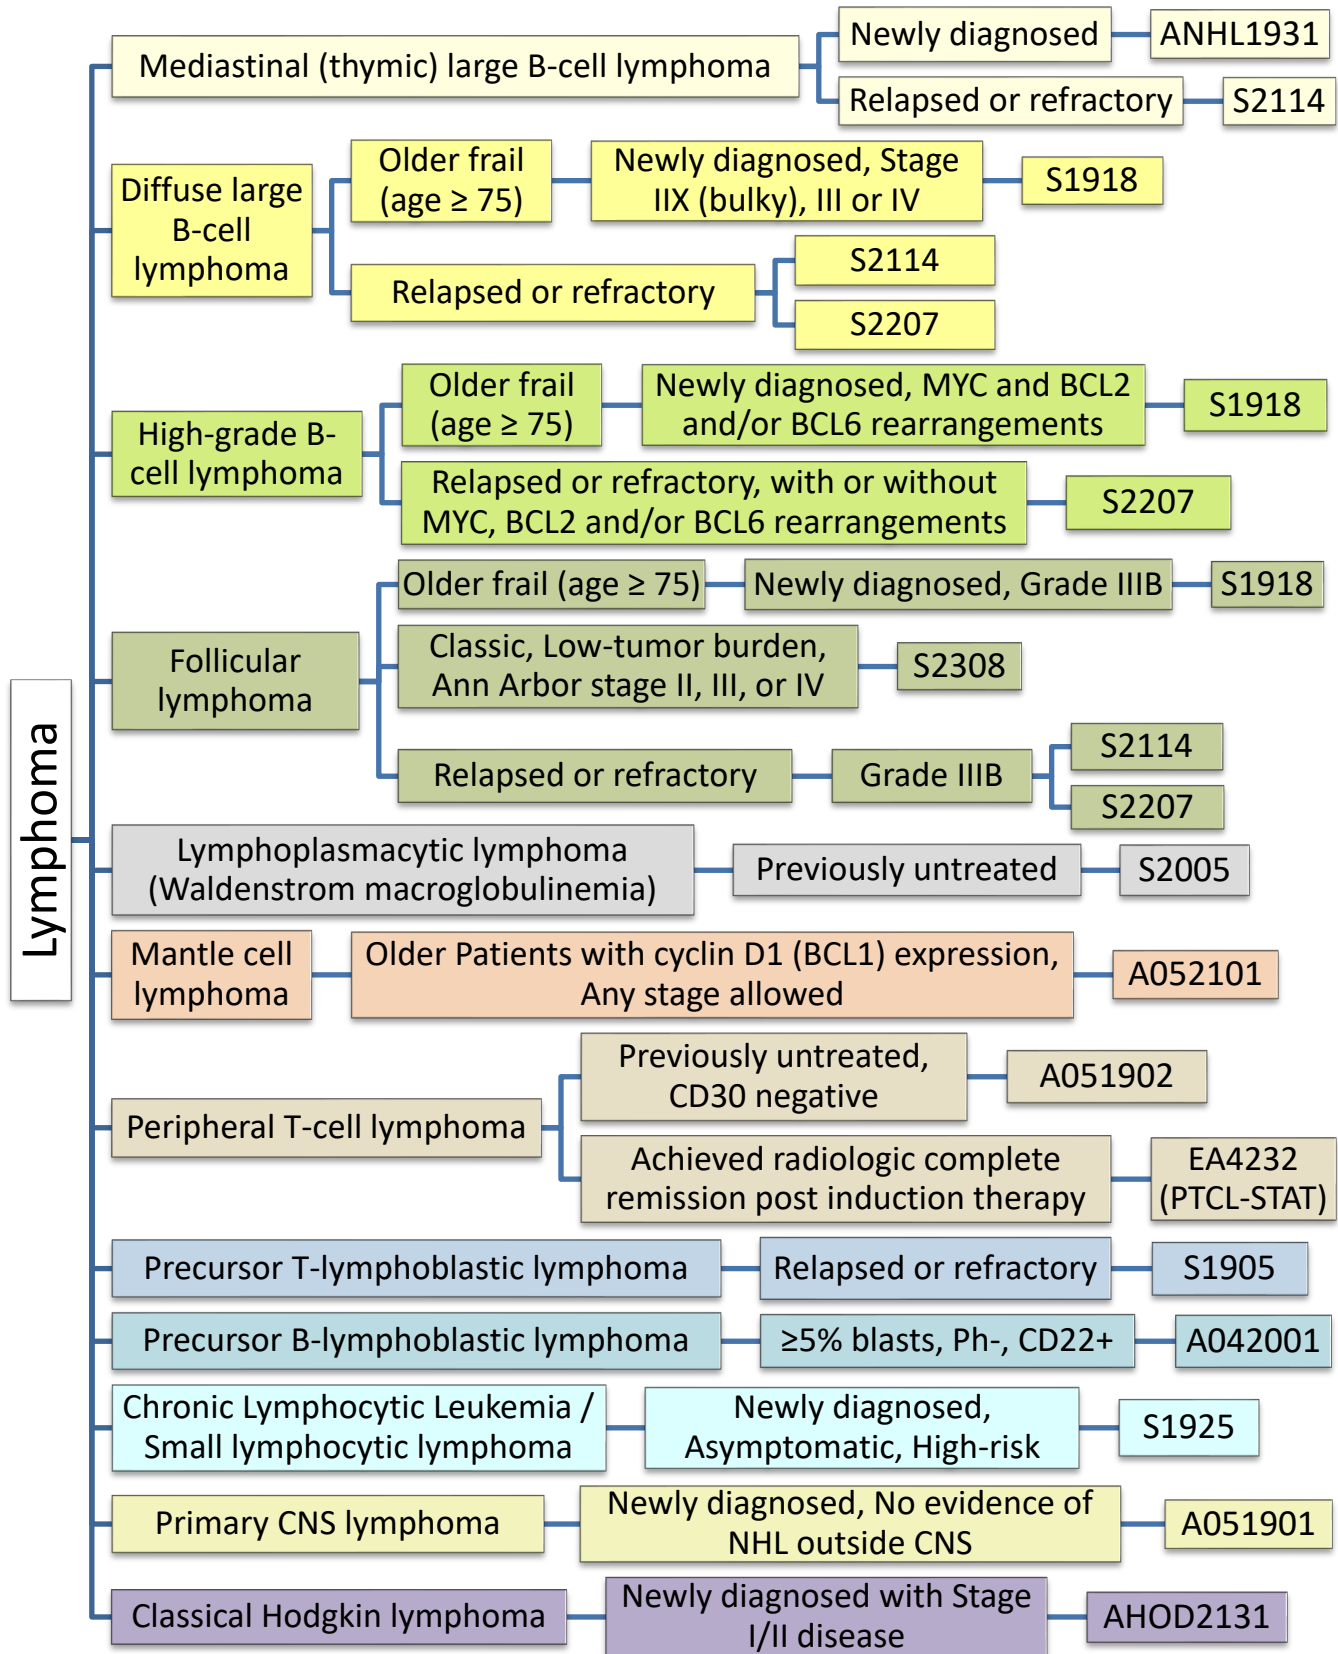 Lymphoma
Mediastinal (thymic) large B-cell lymphoma
Newly diagnosed
ANHL1931
Relapsed or refractory
S2114
Diffuse large
B-cell
lymphoma
Older frail
(age ≥ 75)
Newly diagnosed, Stage
IIX (bulky), III or IV
S1918
Relapsed or refractory
S2114
S2207
High-grade B-
cell lymphoma
Older frail
(age ≥ 75)
Newly diagnosed, MYC and BCL2
and/or BCL6 rearrangements
S1918
Relapsed or refractory, with or without
MYC, BCL2 and/or BCL6 rearrangements
S2207
Follicular
lymphoma
Older frail (age ≥ 75)
Newly diagnosed, Grade IIIB
S1918
Classic, Low-tumor burden,
Ann Arbor stage II, III, or IV
S2308
Relapsed or refractory
Grade IIIB
S2114
S2207
Lymphoplasmacytic lymphoma
(Waldenstrom macroglobulinemia)
Previously untreated
S2005
Mantle cell
lymphoma
Older Patients with cyclin D1 (BCL1) expression,
Any stage allowed
A052101
Peripheral T-cell lymphoma
Previously untreated,
CD30 negative
A051902
Achieved radiologic complete
remission post induction therapy
EA4232
(PTCL-STAT)
Precursor T-lymphoblastic lymphoma
Relapsed or refractory
S1905
Precursor B-lymphoblastic lymphoma
≥5% blasts, Ph-, CD22+
A042001
Chronic Lymphocytic Leukemia /
Small lymphocytic lymphoma
Newly diagnosed,
Asymptomatic, High-risk
S1925
Primary CNS lymphoma
Newly diagnosed, No evidence of
NHL outside CNS
A051901
Classical Hodgkin lymphoma
Newly diagnosed with Stage
I/II disease
AHOD2131